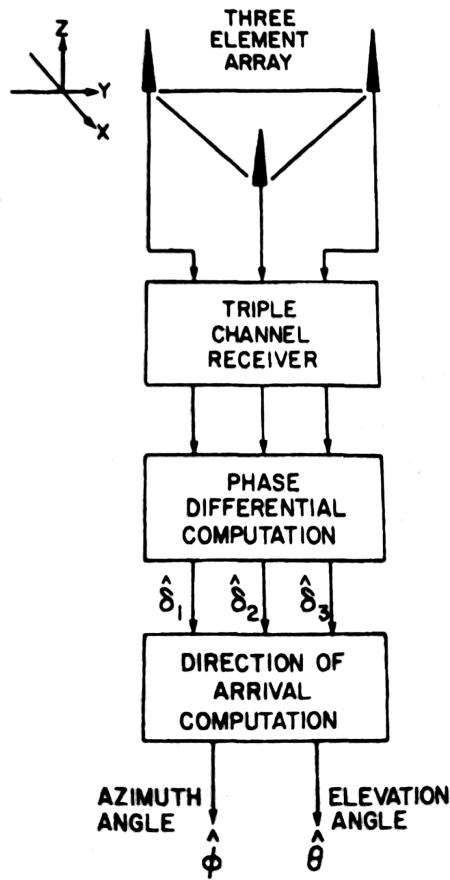 THREE
ELEMENT
ARRAY
Z
Y
X
TRIPLE
CHANNEL
RECEIVER
PHASE
DIFFERENTIAL
COMPUTATION
δ̂₁ δ̂₂ δ̂₃
DIRECTION OF
ARRIVAL
COMPUTATION
AZIMUTH
ANGLE
ϕ̂
ELEVATION
ANGLE
θ̂